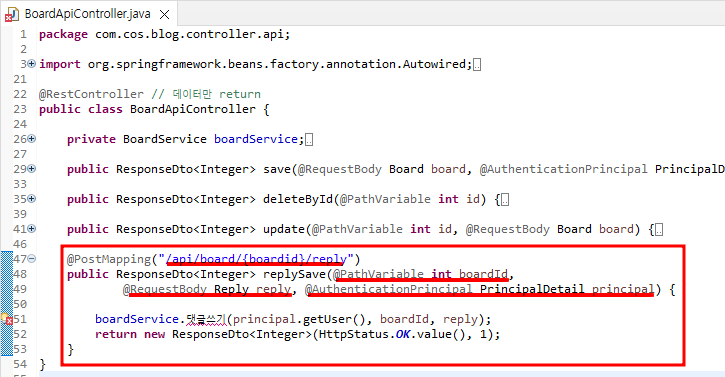 BoardApiController.java
1 package com.cos.blog.controller.api;
2
3 import org.springframework.beans.factory.annotation.Autowired;
21
22 @RestController // 데이터만 return
23 public class BoardApiController {
24
26 private BoardService boardService;
28
29 public ResponseDto<Integer> save(@RequestBody Board board, @AuthenticationPrincipal PrincipalD
33
35 public ResponseDto<Integer> deleteById(@PathVariable int id) {
39
41 public ResponseDto<Integer> update(@PathVariable int id, @RequestBody Board board) {
46
47 @PostMapping("/api/board/{boardid}/reply")
48 public ResponseDto<Integer> replySave(@PathVariable int boardId,
49 @RequestBody Reply reply, @AuthenticationPrincipal PrincipalDetail principal) {
50
51 boardService.댓글쓰기(principal.getUser(), boardId, reply);
52 return new ResponseDto<Integer>(HttpStatus.OK.value(), 1);
53 }
54 }
55